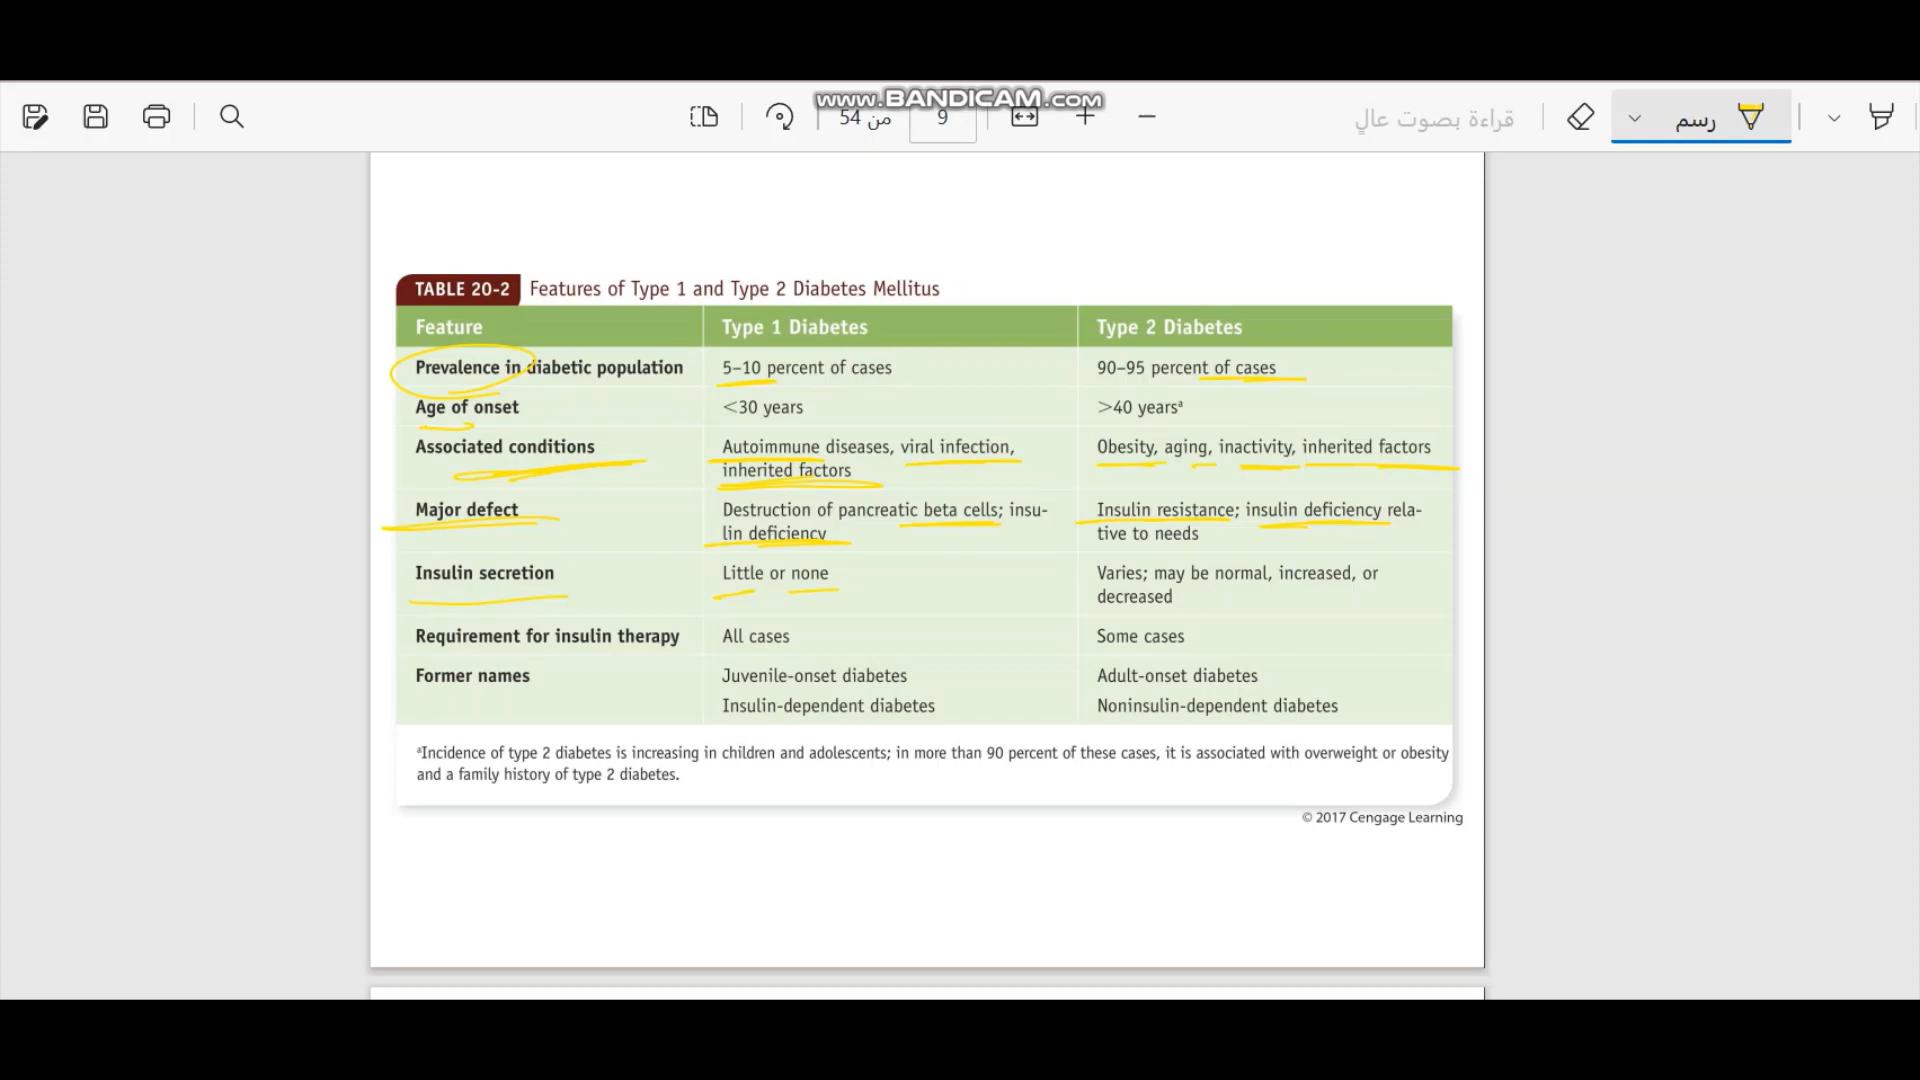 www.BANDICAM.com
9 من 54
قراءة بصوت عالٍ
رسم
TABLE 20-2 Features of Type 1 and Type 2 Diabetes Mellitus
Feature Type 1 Diabetes Type 2 Diabetes
Prevalence in diabetic population 5–10 percent of cases 90–95 percent of cases
Age of onset <30 years >40 yearsᵃ
Associated conditions Autoimmune diseases, viral infection, Obesity, aging, inactivity, inherited factors
inherited factors
Major defect Destruction of pancreatic beta cells; insu- Insulin resistance; insulin deficiency rela-
lin deficiency tive to needs
Insulin secretion Little or none Varies; may be normal, increased, or
decreased
Requirement for insulin therapy All cases Some cases
Former names Juvenile-onset diabetes Adult-onset diabetes
Insulin-dependent diabetes Noninsulin-dependent diabetes
ᵃIncidence of type 2 diabetes is increasing in children and adolescents; in more than 90 percent of these cases, it is associated with overweight or obesity
and a family history of type 2 diabetes.
© 2017 Cengage Learning